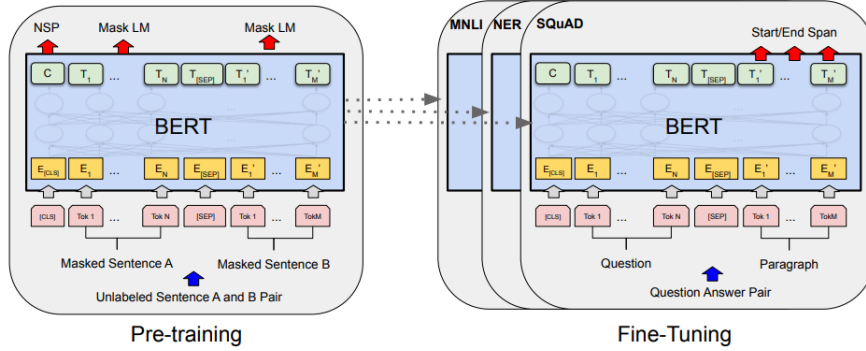 NSP Mask LM Mask LM
C T1 ... TN T[SEP] T1' ... TM'
BERT
E[CLS] E1 ... EN E[SEP] E1' ... EM'
[CLS] Tok 1 ... Tok N [SEP] Tok 1 ... TokM
Masked Sentence A Masked Sentence B
Unlabeled Sentence A and B Pair
Pre-training
MNLI NER SQuAD
Start/End Span
C T1 ... TN T[SEP] T1' ... TM'
BERT
E[CLS] E1 ... EN E[SEP] E1' ... EM'
[CLS] Tok 1 ... Tok N [SEP] Tok 1 ... TokM
Question Paragraph
Question Answer Pair
Fine-Tuning